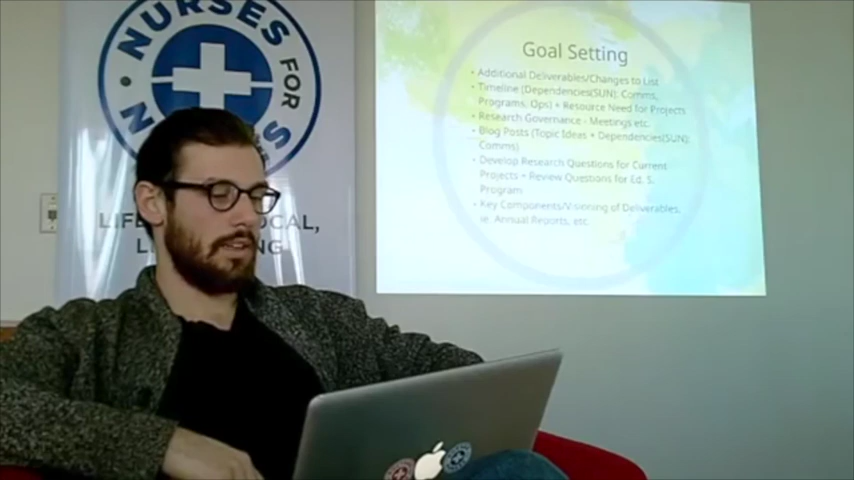 NURSES FOR
N
S
LIFE
OCAL,
NG
Goal Setting
• Additional Deliverables/Changes to List
• Timeline (Dependencies(SUN): Comms,
Programs, Ops) + Resource Need for Projects
• Research Governance - Meetings etc.
• Blog Posts (Topic Ideas + Dependencies(SUN):
Comms)
• Develop Research Questions for Current
Projects + Review Questions for Ed. S.
Program
• Key Components/Visioning of Deliverables,
ie. Annual Reports, etc.